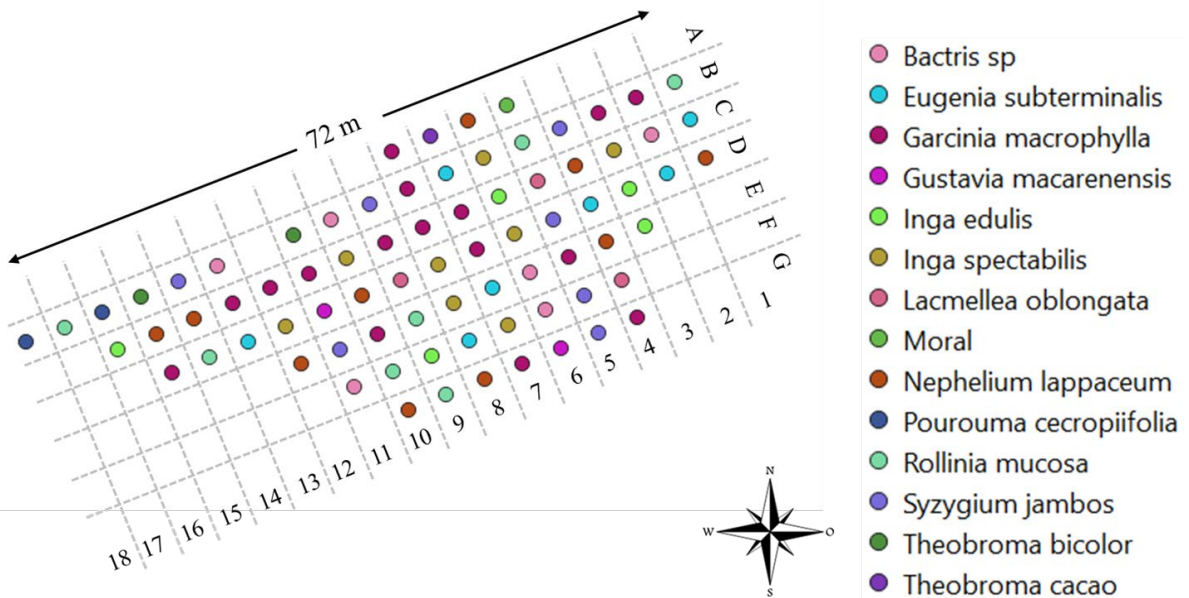 72 m
A
B
C
D
E
F
G
1
2
3
4
5
6
7
8
9
10
11
12
13
14
15
16
17
18
N
W
O
S
Bactris sp
Eugenia subterminalis
Garcinia macrophylla
Gustavia macarenensis
Inga edulis
Inga spectabilis
Lacmellea oblongata
Moral
Nephelium lappaceum
Pourouma cecropiifolia
Rollinia mucosa
Syzygium jambos
Theobroma bicolor
Theobroma cacao